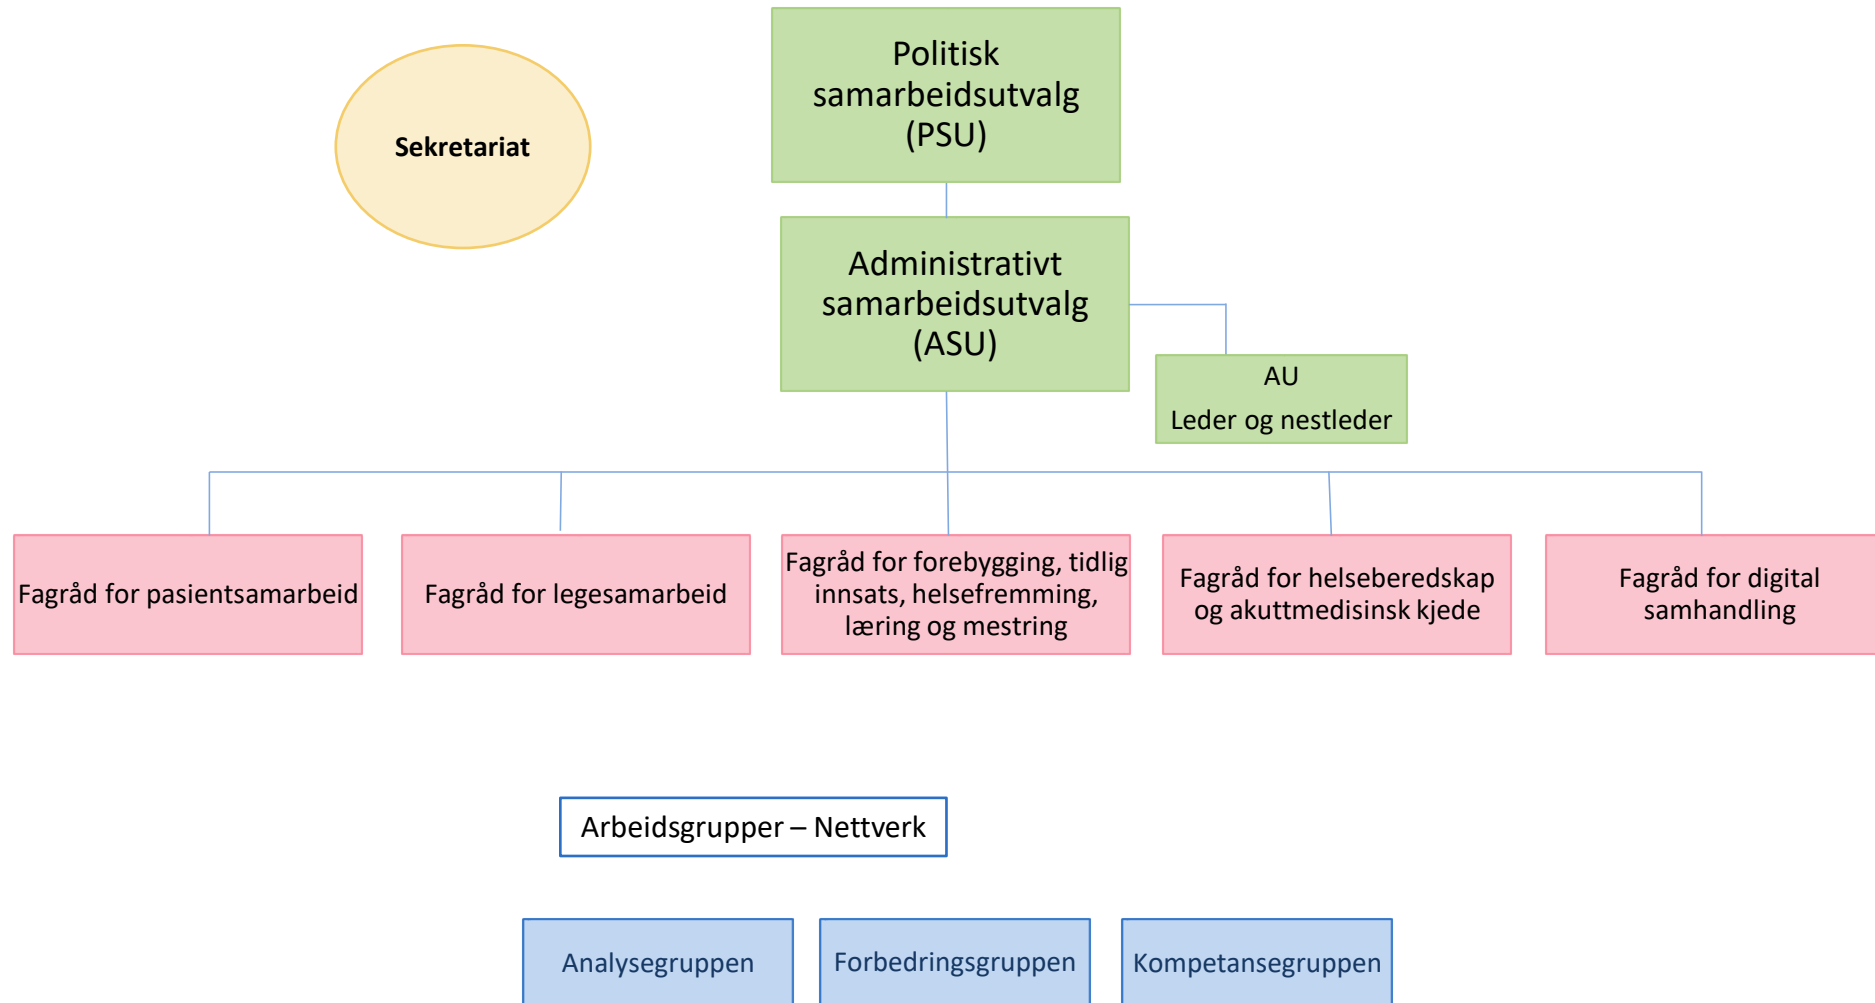 Politisk
samarbeidsutvalg
(PSU)
Sekretariat
Administrativt
samarbeidsutvalg
(ASU)
AU
Leder og nestleder
Fagråd for pasientsamarbeid
Fagråd for legesamarbeid
Fagråd for forebygging, tidlig
innsats, helsefremming,
læring og mestring
Fagråd for helseberedskap
og akuttmedisinsk kjede
Fagråd for digital
samhandling
Arbeidsgrupper – Nettverk
Analysegruppen
Forbedringsgruppen
Kompetansegruppen